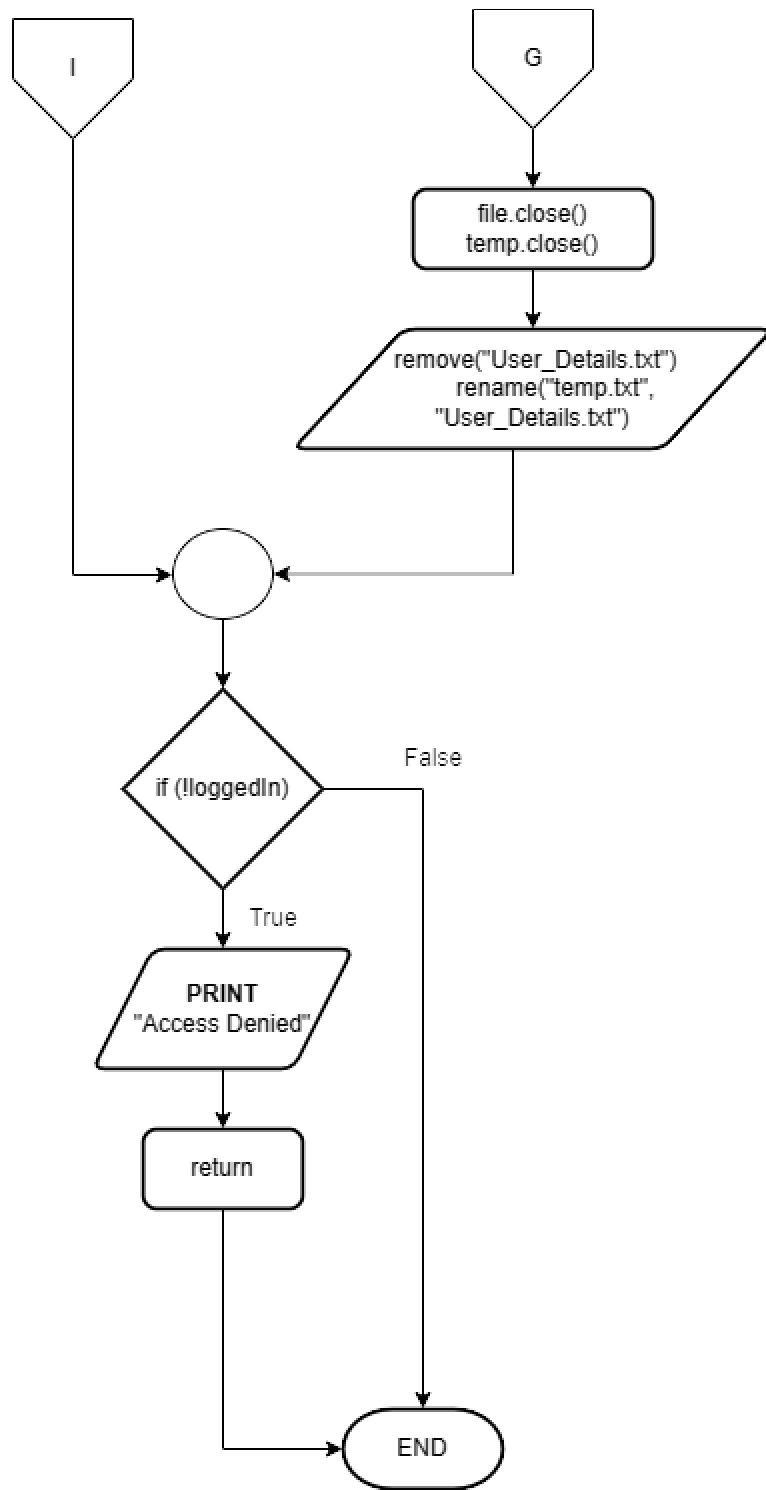 I
G
file.close()
temp.close()
remove("User_Details.txt")
rename("temp.txt",
"User_Details.txt")
if (!loggedIn)
False
True
PRINT
"Access Denied"
return
END